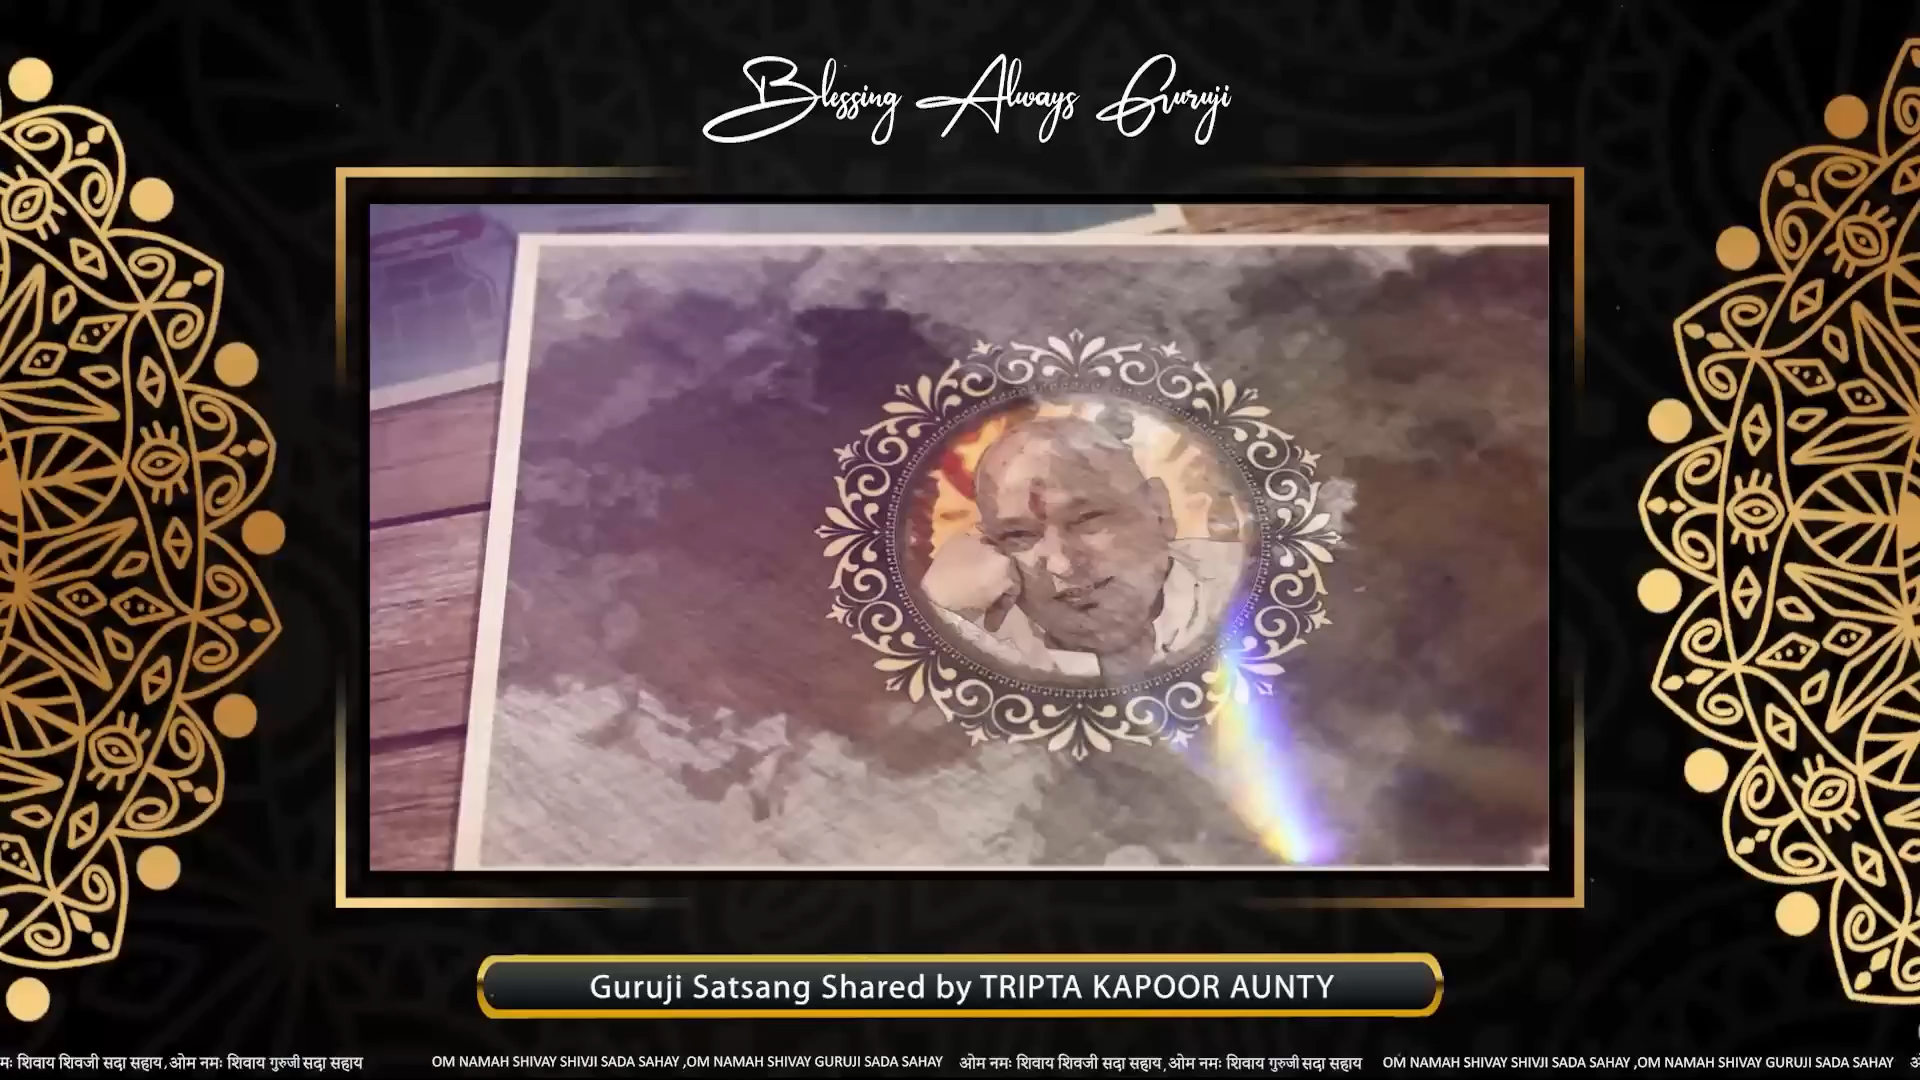 Blessing Always Guruji
Guruji Satsang Shared by TRIPTA KAPOOR AUNTY
मः शिवाय शिवजी सदा सहाय,ओम नमः शिवाय गुरुजी सदा सहाय OM NAMAH SHIVAY SHIVJI SADA SAHAY ,OM NAMAH SHIVAY GURUJI SADA SAHAY ओम नमः शिवाय शिवजी सदा सहाय,ओम नमः शिवाय गुरुजी सदा सहाय OM NAMAH SHIVAY SHIVJI SADA SAHAY ,OM NAMAH SHIVAY GURUJI SADA SAHAY